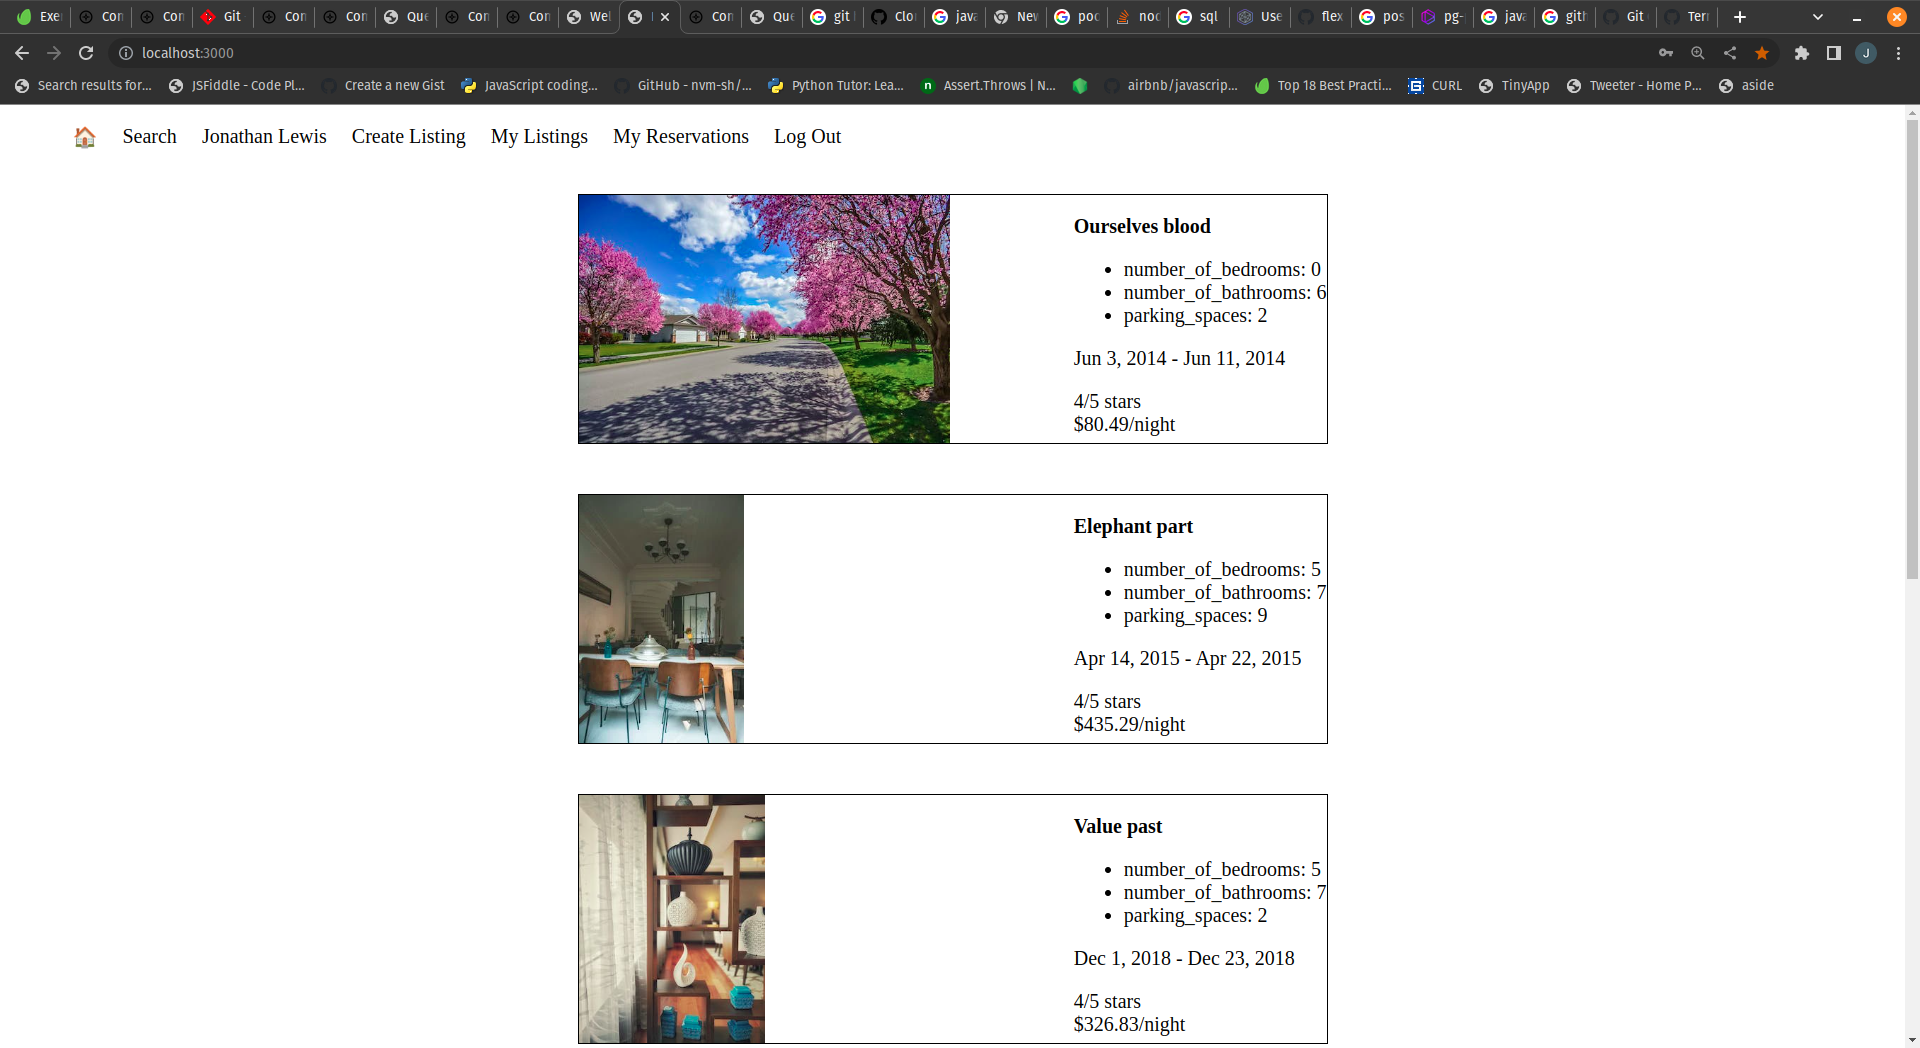 Exer
Con
Con
Git
Con
Con
Que
Con
Con
Wel
Con
Que
git
Clo
java
New
poc
noc
sql
Use
flex
pos
pg-
java
gith
Git
Ter
localhost:3000
J
Search results for...
JSFiddle - Code Pl...
Create a new Gist
JavaScript coding...
GitHub - nvm-sh/...
Python Tutor: Lea...
Assert.Throws | N...
airbnb/javascrip...
Top 18 Best Practi...
CURL
TinyApp
Tweeter - Home P...
aside
Search
Jonathan Lewis
Create Listing
My Listings
My Reservations
Log Out
Ourselves blood
number_of_bedrooms: 0
number_of_bathrooms: 6
parking_spaces: 2
Jun 3, 2014 - Jun 11, 2014
4/5 stars
$80.49/night
Elephant part
number_of_bedrooms: 5
number_of_bathrooms: 7
parking_spaces: 9
Apr 14, 2015 - Apr 22, 2015
4/5 stars
$435.29/night
Value past
number_of_bedrooms: 5
number_of_bathrooms: 7
parking_spaces: 2
Dec 1, 2018 - Dec 23, 2018
4/5 stars
$326.83/night